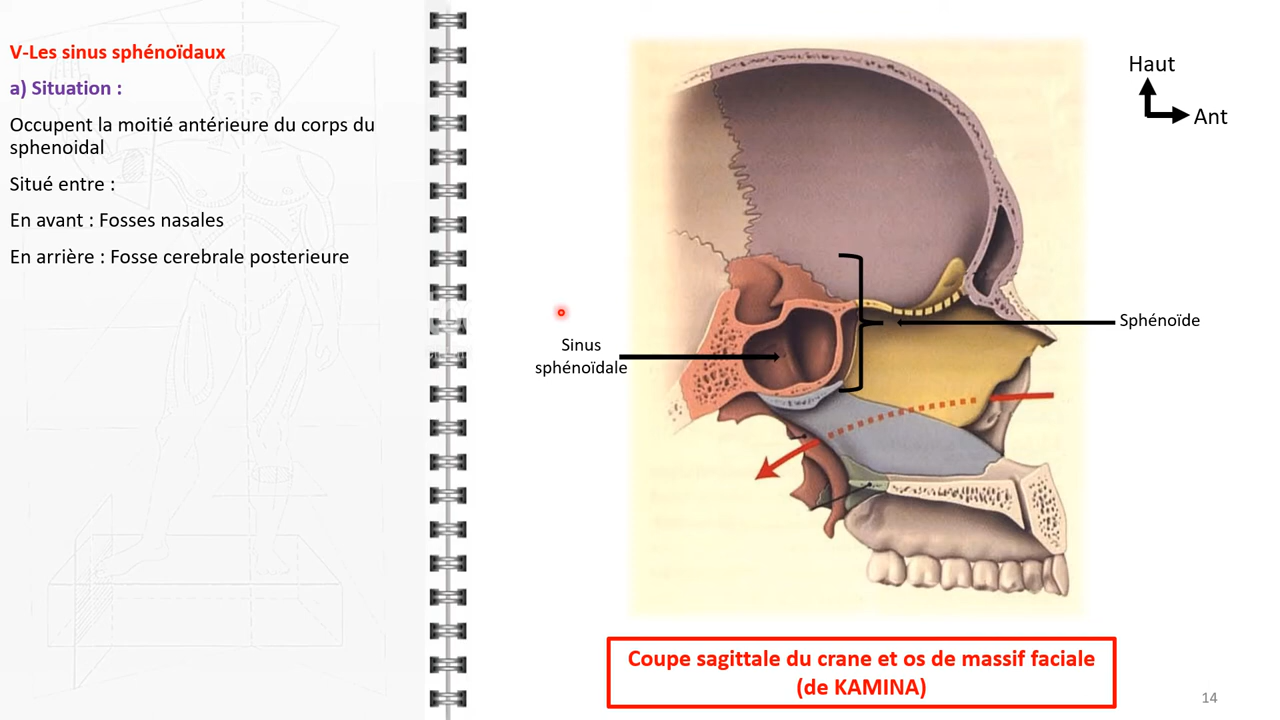 V-Les sinus sphénoïdaux
a) Situation :
Occupent la moitié antérieure du corps du
sphenoidal
Situé entre :
En avant : Fosses nasales
En arrière : Fosse cerebrale posterieure
Haut
Ant
Sphénoïde
Sinus
sphénoïdale
Coupe sagittale du crane et os de massif faciale
(de KAMINA)
14